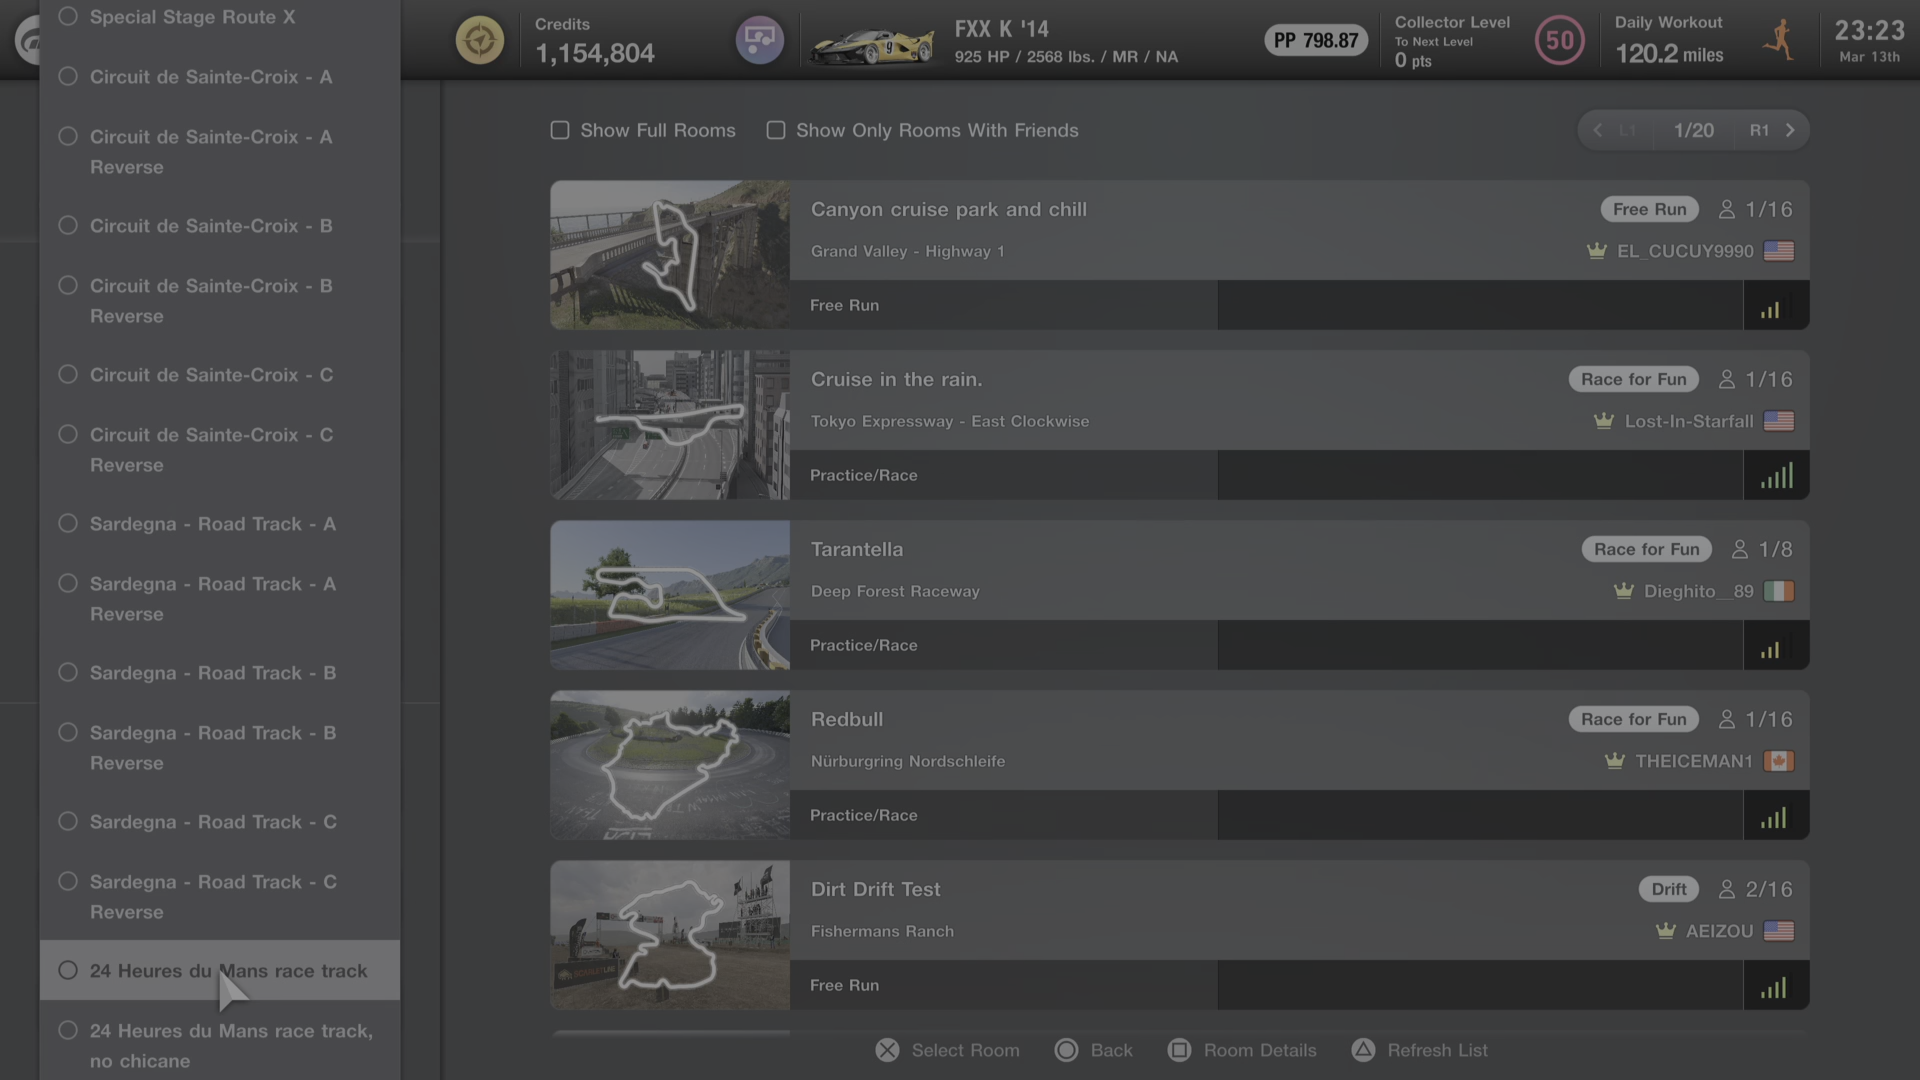 Special Stage Route X
Circuit de Sainte-Croix - A
Circuit de Sainte-Croix - A
Reverse
Circuit de Sainte-Croix - B
Circuit de Sainte-Croix - B
Reverse
Circuit de Sainte-Croix - C
Circuit de Sainte-Croix - C
Reverse
Sardegna - Road Track - A
Sardegna - Road Track - A
Reverse
Sardegna - Road Track - B
Sardegna - Road Track - B
Reverse
Sardegna - Road Track - C
Sardegna - Road Track - C
Reverse
24 Heures du Mans race track
24 Heures du Mans race track,
no chicane
Credits
1,154,804
FXX K '14
925 HP / 2568 lbs. / MR / NA
PP 798.87
Collector Level
To Next Level
0 pts
50
Daily Workout
120.2 miles
23:23
Mar 13th
Show Full Rooms
Show Only Rooms With Friends
L1 1/20 R1
Canyon cruise park and chill
Free Run 1/16
Grand Valley - Highway 1
EL_CUCUY9990
Free Run
Cruise in the rain.
Race for Fun 1/16
Tokyo Expressway - East Clockwise
Lost-In-Starfall
Practice/Race
Tarantella
Race for Fun 1/8
Deep Forest Raceway
Dieghito__89
Practice/Race
Redbull
Race for Fun 1/16
Nürburgring Nordschleife
THEICEMAN1
Practice/Race
Dirt Drift Test
Drift 2/16
Fishermans Ranch
AEIZOU
Free Run
Select Room
Back
Room Details
Refresh List